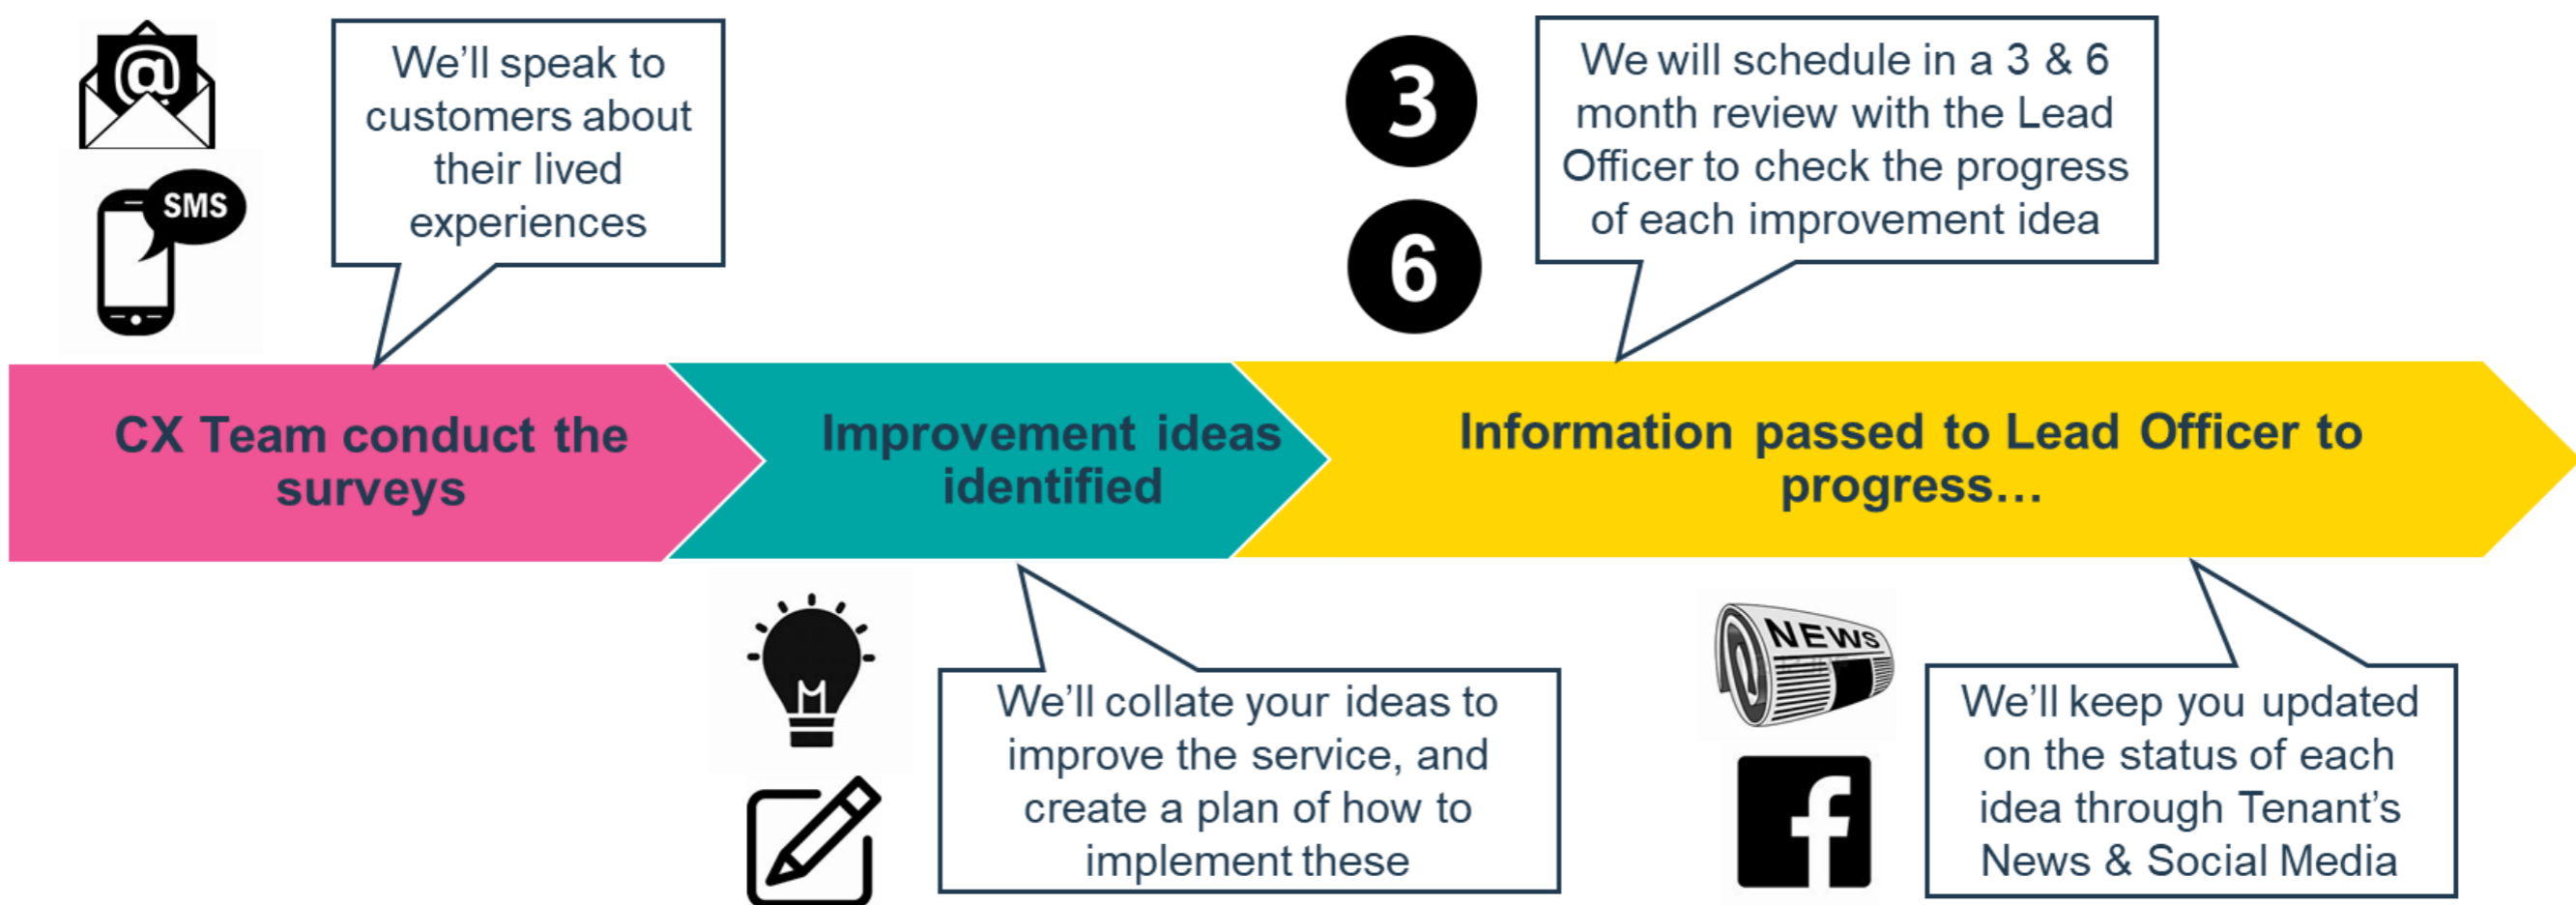 We'll speak to
customers about
their lived
experiences
SMS
3
6
We will schedule in a 3 & 6
month review with the Lead
Officer to check the progress
of each improvement idea
CX Team conduct the
surveys
Improvement ideas
identified
Information passed to Lead Officer to
progress…
We'll collate your ideas to
improve the service, and
create a plan of how to
implement these
NEWS
f
We'll keep you updated
on the status of each
idea through Tenant's
News & Social Media